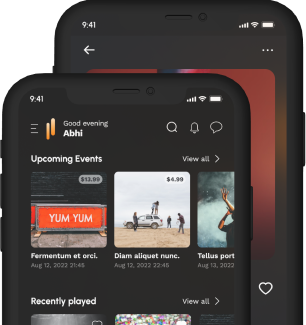 9:41
9:41
Good evening
Abhi
Upcoming Events
View all
$13.99
$4.99
YUM YUM
Fermentum et orci.
Diam aliquet nunc.
Tellus port
Aug 12, 2022 21:45
Aug 12, 2022 22:45
Aug 13, 2022
Recently played
View all